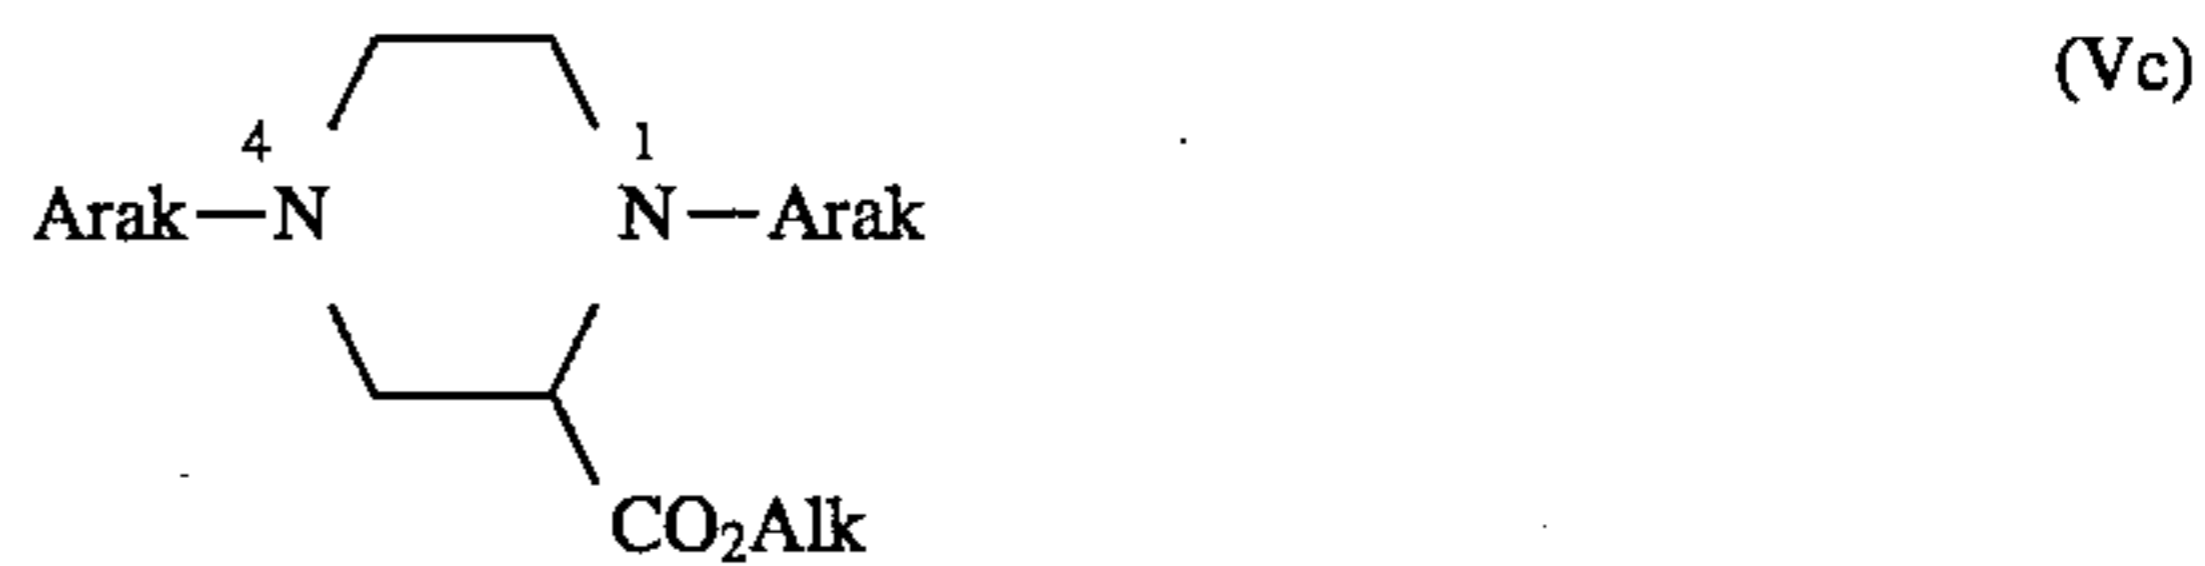 (Vc)
4 1
Arak—N N—Arak
CO₂Alk